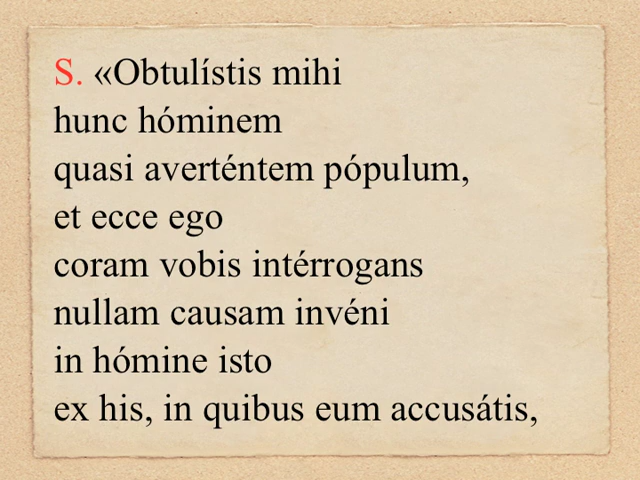 S. «Obtulístis mihi
hunc hóminem
quasi averténtem pópulum,
et ecce ego
coram vobis intérrogans
nullam causam invéni
in hómine isto
ex his, in quibus eum accusátis,